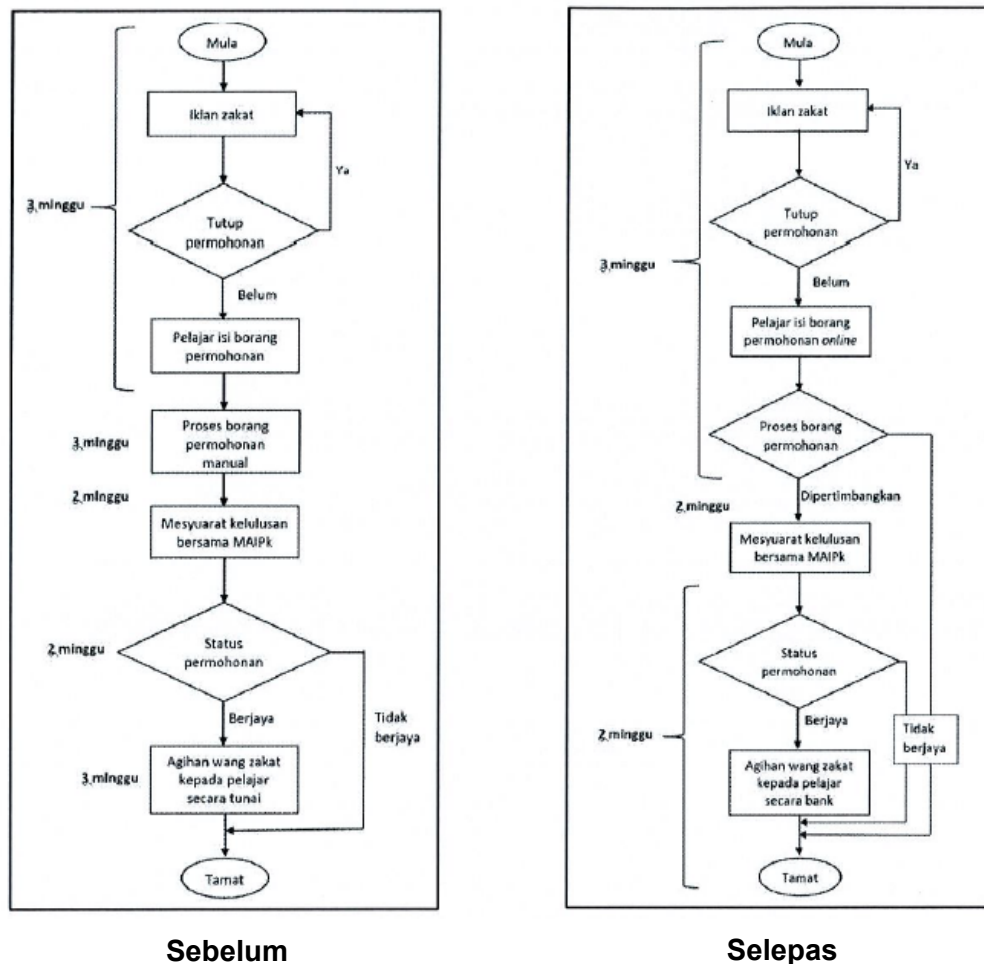 Mula
Iklan zakat
Ya
3 minggu
Tutup
permohonan
Belum
Pelajar isi borang
permohonan
3 minggu
Proses borang
permohonan
manual
2 minggu
Mesyuarat kelulusan
bersama MAIPk
2 minggu
Status
permohonan
Berjaya
Tidak
berjaya
3 minggu
Agihan wang zakat
kepada pelajar
secara tunai
Tamat
Sebelum
Mula
Iklan zakat
Ya
Tutup
permohonan
3 minggu
Belum
Pelajar isi borang
permohonan online
Proses borang
permohonan
Dipertimbangkan
2 minggu
Mesyuarat kelulusan
bersama MAIPk
Status
permohonan
Berjaya
Tidak
berjaya
2 minggu
Agihan wang zakat
kepada pelajar
secara bank
Tamat
Selepas